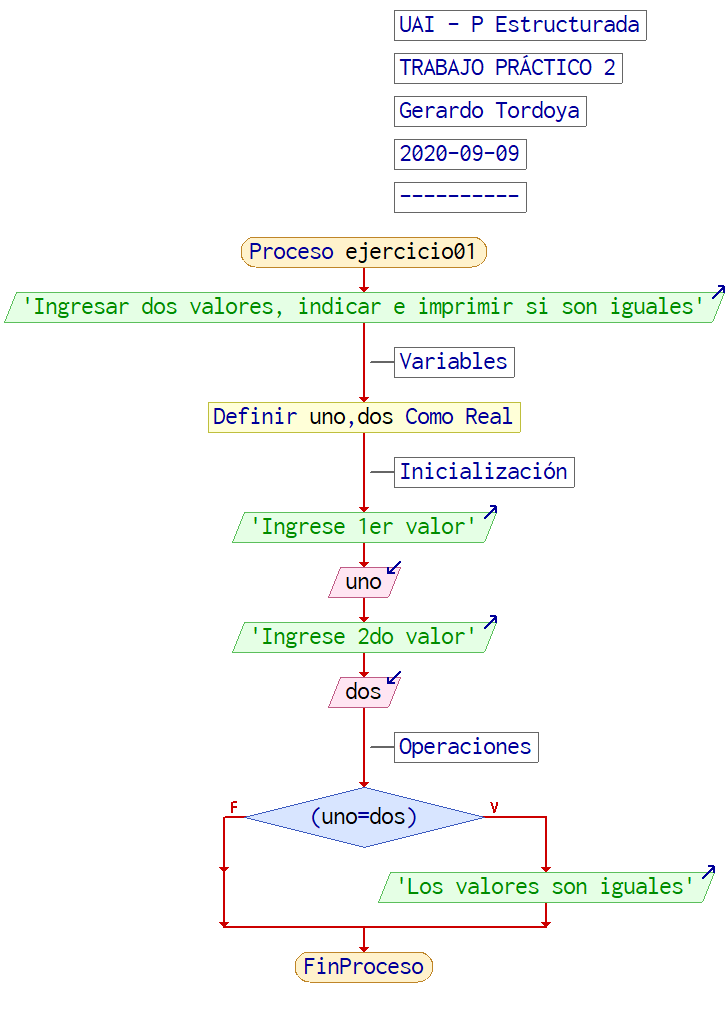 UAI - P Estructurada
TRABAJO PRÁCTICO 2
Gerardo Tordoya
2020-09-09
----------
Proceso ejercicio01
'Ingresar dos valores, indicar e imprimir si son iguales'
Variables
Definir uno,dos Como Real
Inicialización
'Ingrese 1er valor'
uno
'Ingrese 2do valor'
dos
Operaciones
F
V
(uno=dos)
'Los valores son iguales'
FinProceso